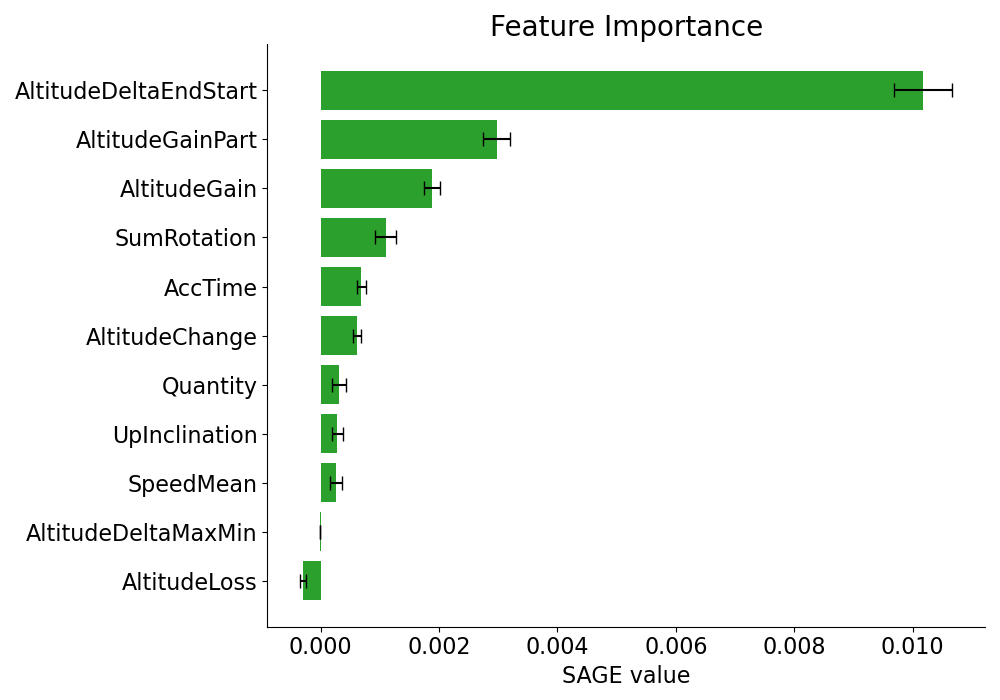 Feature Importance
AltitudeDeltaEndStart
AltitudeGainPart
AltitudeGain
SumRotation
AccTime
AltitudeChange
Quantity
UpInclination
SpeedMean
AltitudeDeltaMaxMin
AltitudeLoss
0.000 0.002 0.004 0.006 0.008 0.010
SAGE value